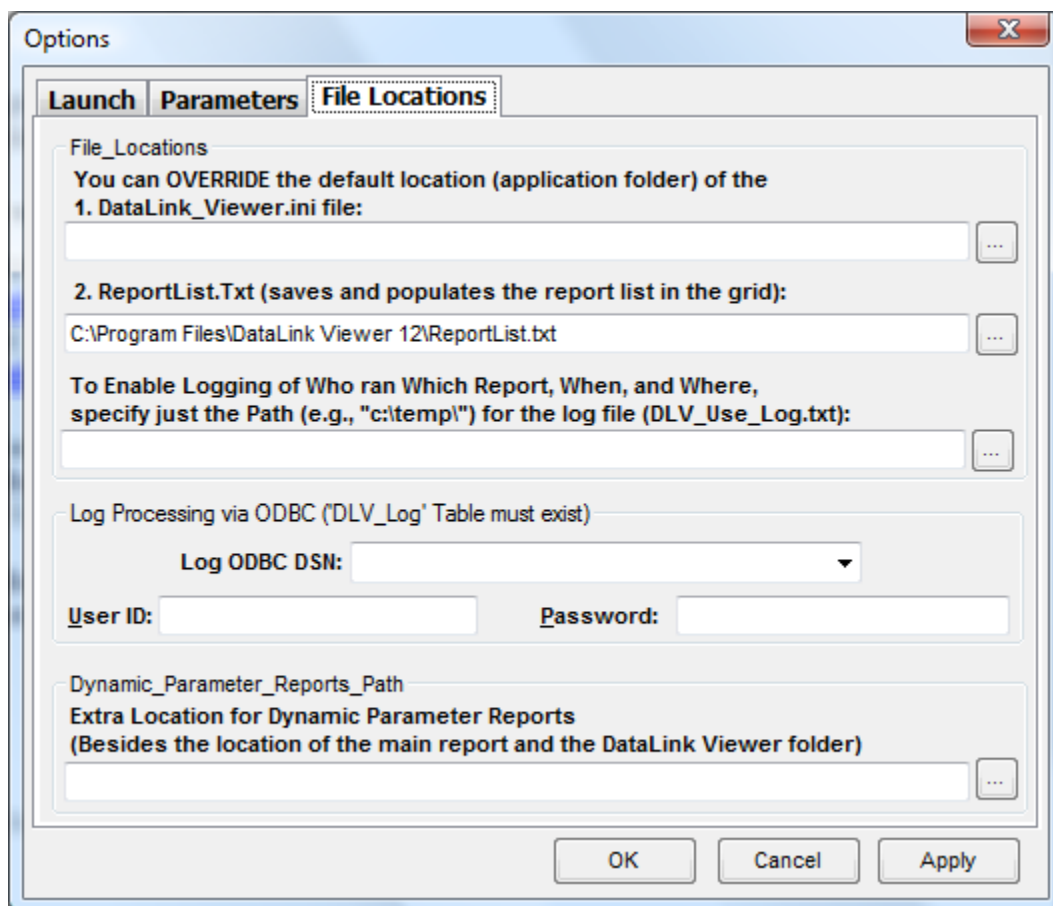 Options
X
Launch Parameters File Locations
File_Locations
You can OVERRIDE the default location (application folder) of the
1. DataLink_Viewer.ini file:
...
2. ReportList.Txt (saves and populates the report list in the grid):
C:\Program Files\DataLink Viewer 12\ReportList.txt
...
To Enable Logging of Who ran Which Report, When, and Where,
specify just the Path (e.g., "c:\temp\") for the log file (DLV_Use_Log.txt):
...
Log Processing via ODBC ('DLV_Log' Table must exist)
Log ODBC DSN:
User ID: Password:
Dynamic_Parameter_Reports_Path
Extra Location for Dynamic Parameter Reports
(Besides the location of the main report and the DataLink Viewer folder)
...
OK Cancel Apply